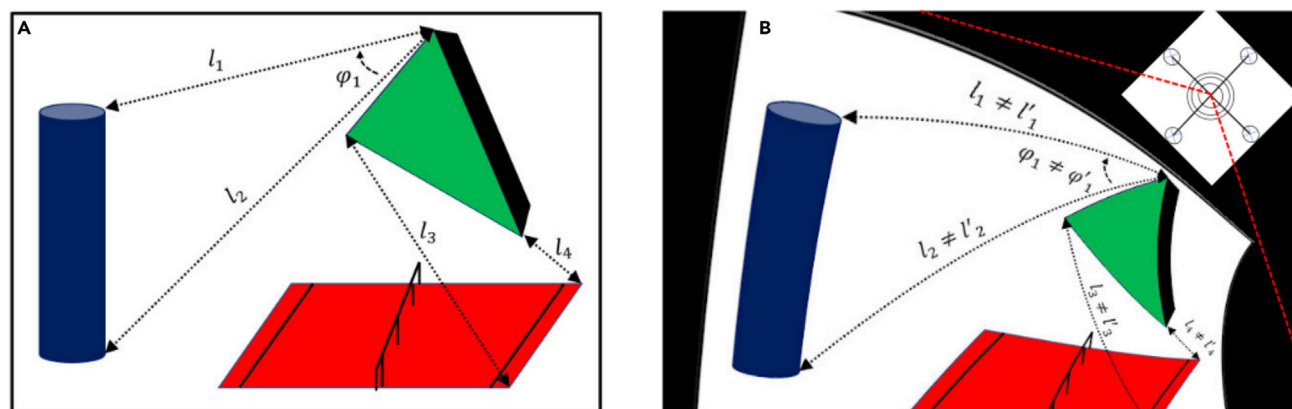 A
l₁
φ₁
l₂
l₃
l₄
B
l₁ ≠ l′₁
φ₁ ≠ φ′₁
l₂ ≠ l′₂
l₃ ≠ l′₃
l₄ ≠ l′₄